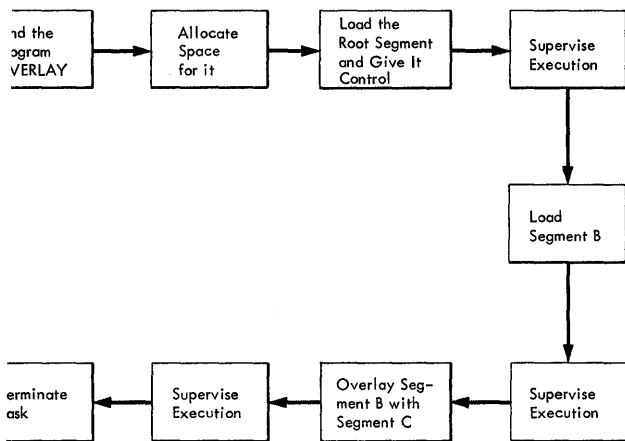 nd the
ogram
VERLAY
Allocate
Space
for it
Load the
Root Segment
and Give It
Control
Supervise
Execution
Load
Segment B
erminate
ask
Supervise
Execution
Overlay Seg-
ment B with
Segment C
Supervise
Execution